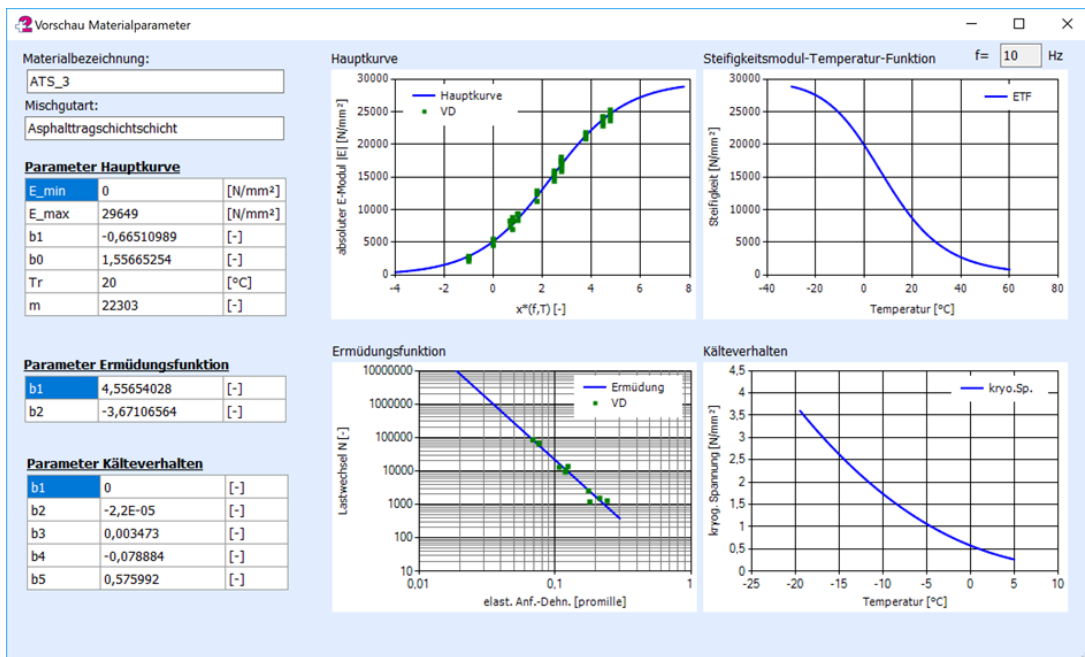 Vorschau Materialparameter
Materialbezeichnung:
ATS_3
Mischgutart:
Asphalttragschichtschicht
Parameter Hauptkurve
E_min 0 [N/mm²]
E_max 29649 [N/mm²]
b1 -0,66510989 [-]
b0 1,55665254 [-]
Tr 20 [°C]
m 22303 [-]
Parameter Ermüdungsfunktion
b1 4,55654028 [-]
b2 -3,67106564 [-]
Parameter Kälteverhalten
b1 0 [-]
b2 -2,2E-05 [-]
b3 0,003473 [-]
b4 -0,078884 [-]
b5 0,575992 [-]
Hauptkurve
absoluter E-Modul |E| [N/mm²]
30000
25000
20000
15000
10000
5000
0
Hauptkurve
VD
-4 -2 0 2 4 6 8
x*(f,T) [-]
Steifigkeitsmodul-Temperatur-Funktion
f= 10 Hz
Steifigkeit [N/mm²]
30000
25000
20000
15000
10000
5000
0
ETF
-40 -20 0 20 40 60 80
Temperatur [°C]
Ermüdungsfunktion
Lastwechsel N [-]
10000000
1000000
100000
10000
1000
100
10
Ermüdung
VD
0,01 0,1 1
elast. Anf.-Dehn. [promille]
Kälteverhalten
kryog. Spannung [N/mm²]
4,5
4
3,5
3
2,5
2
1,5
1
0,5
0
kryo.Sp.
-25 -20 -15 -10 -5 0 5 10
Temperatur [°C]